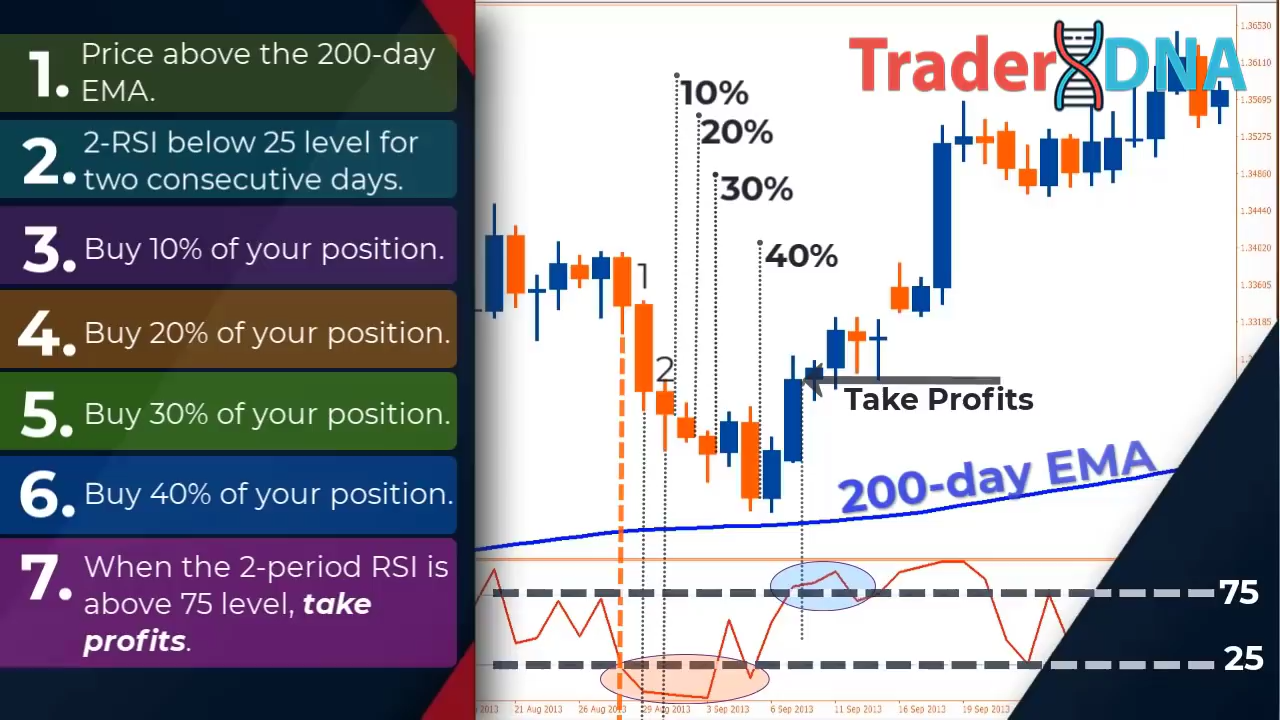 1.
Price above the 200-day
EMA.
2.
2-RSI below 25 level for
two consecutive days.
3.
Buy 10% of your position.
4.
Buy 20% of your position.
5.
Buy 30% of your position.
6.
Buy 40% of your position.
7.
When the 2-period RSI is
above 75 level, take
profits.
TraderDNA
10%
20%
30%
40%
1
2
Take Profits
200-day EMA
75
25
1.36530
1.36110
1.35695
1.35275
1.34860
1.34440
1.34020
1.33605
1.33185
2013
21 Aug 2013
26 Aug 2013
29 Aug 2013
3 Sep 2013
6 Sep 2013
11 Sep 2013
16 Sep 2013
19 Sep 2013